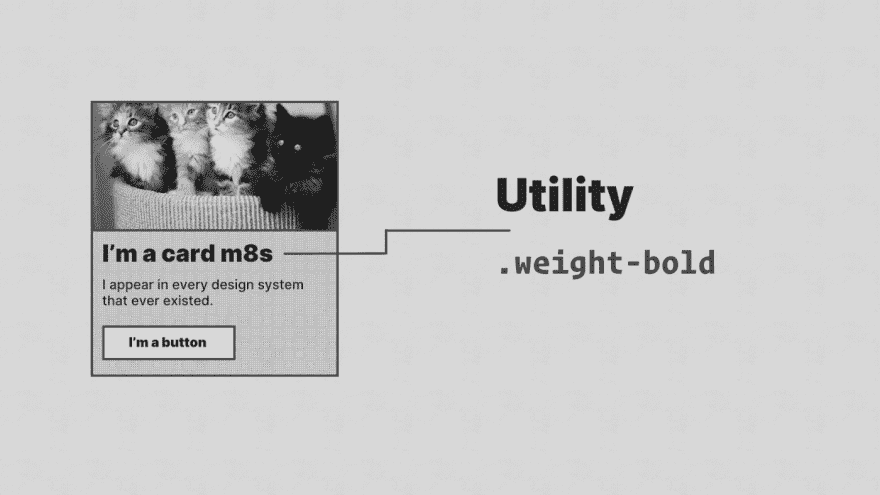 I’m a card m8s
I appear in every design system
that ever existed.
I’m a button
Utility
.weight-bold